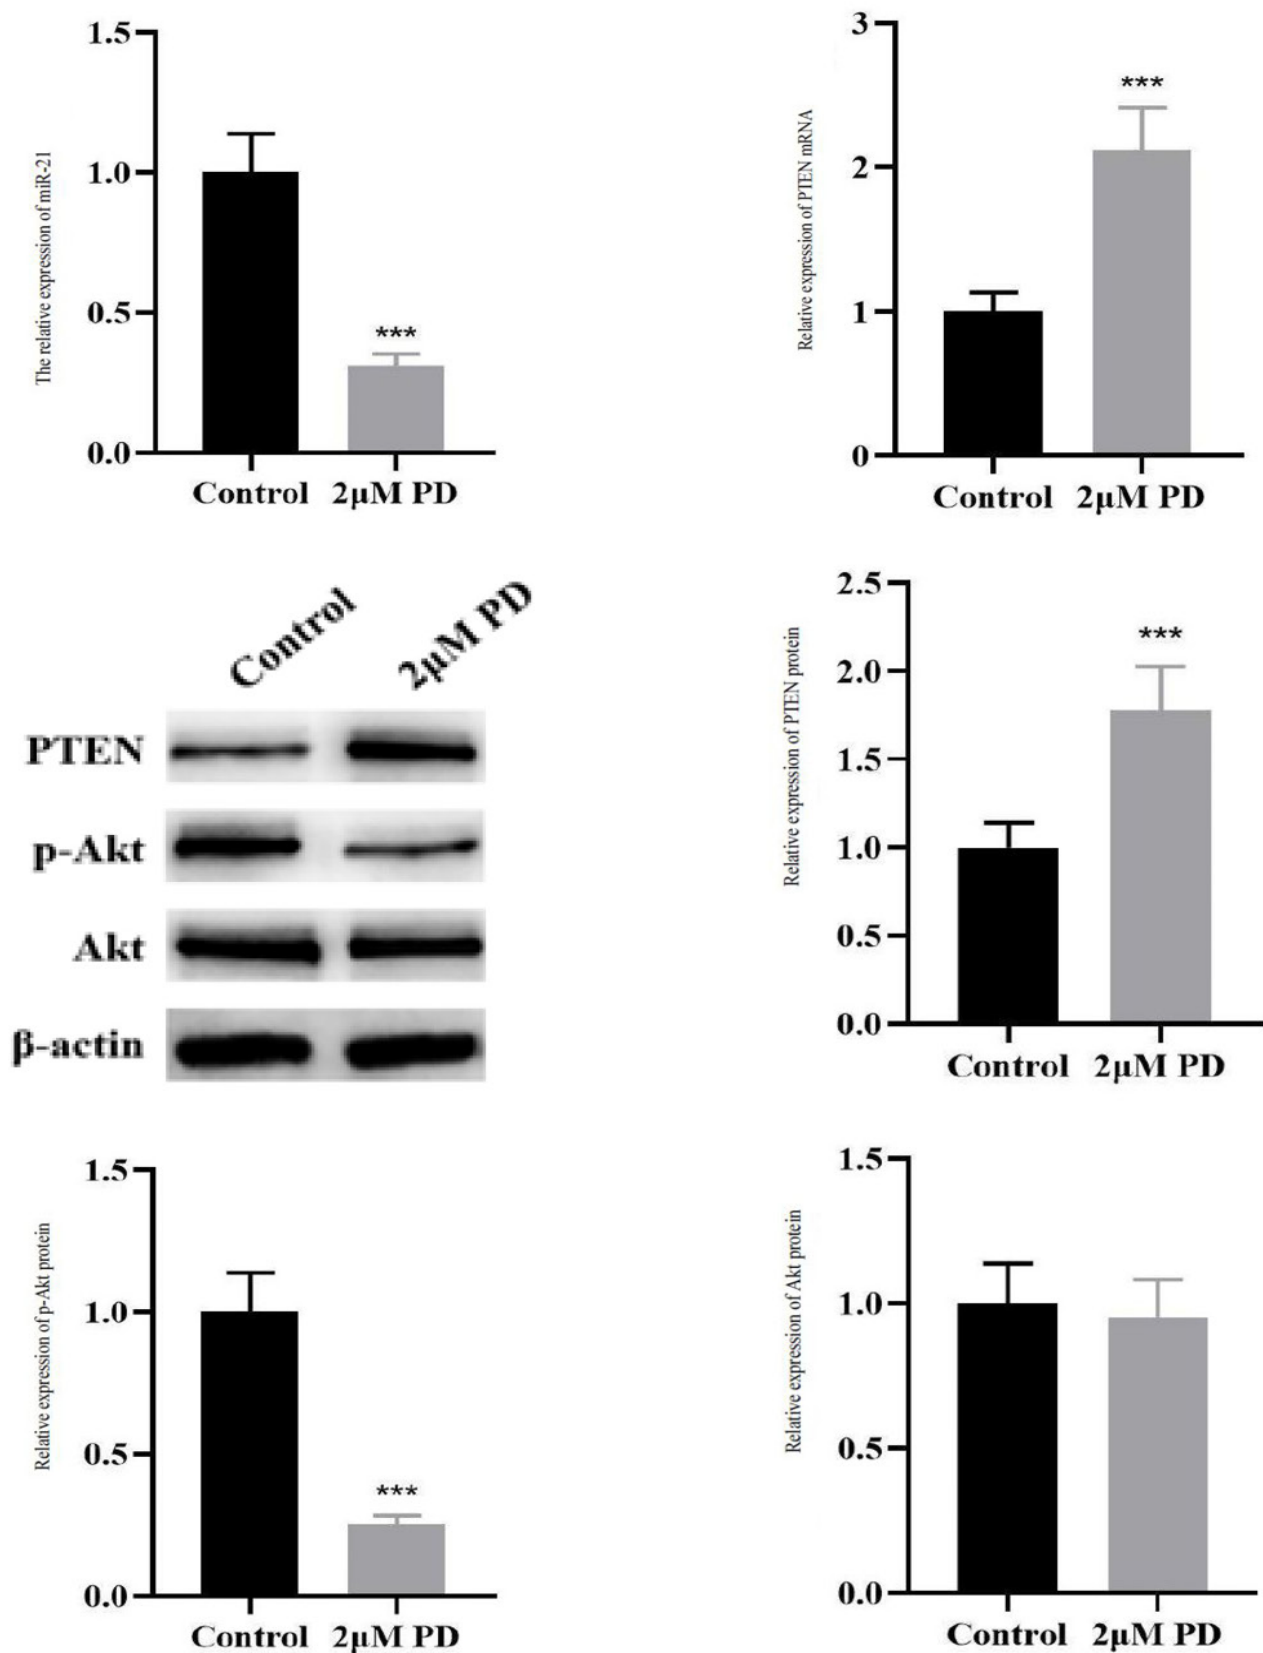 1.5
1.0
0.5
0.0
The relative expression of miR-21
***
Control 2μM PD
3
2
1
0
Relative expression of PTEN mRNA
***
Control 2μM PD
Control
2μM PD
PTEN
p-Akt
Akt
β-actin
2.5
2.0
1.5
1.0
0.5
0.0
Relative expression of PTEN protein
***
Control 2μM PD
1.5
1.0
0.5
0.0
Relative expression of p-Akt protein
***
Control 2μM PD
1.5
1.0
0.5
0.0
Relative expression of Akt protein
Control 2μM PD